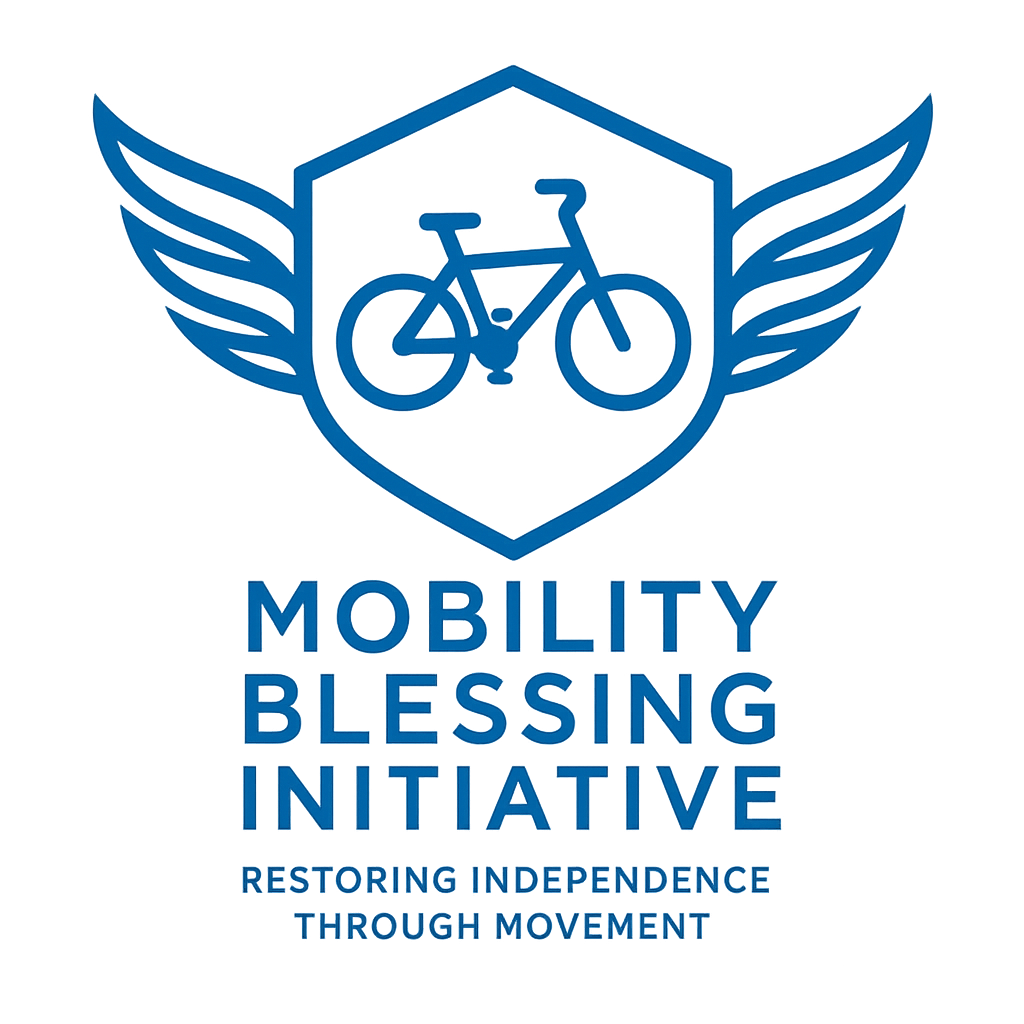 MOBILITY
BLESSING
INITIATIVE
RESTORING INDEPENDENCE
THROUGH MOVEMENT